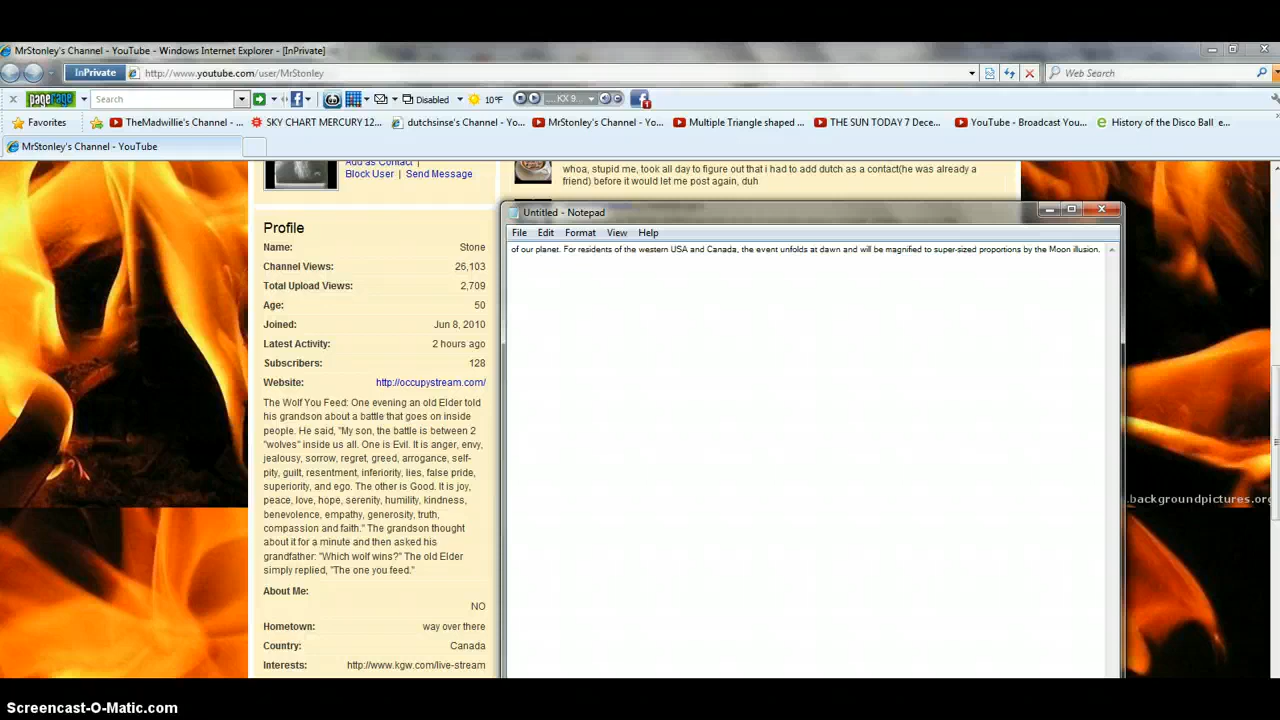 MrStonley's Channel - YouTube - Windows Internet Explorer - [InPrivate]
InPrivate http://www.youtube.com/user/MrStonley Web Search
pagerage Search Disabled 10°F KX 9... 1
Favorites TheMadwillie's Channel - ... SKY CHART MERCURY 12... dutchsinse's Channel - Yo... MrStonley's Channel - Yo... Multiple Triangle shaped ... THE SUN TODAY 7 Dece... YouTube - Broadcast You... History of the Disco Ball e...
MrStonley's Channel - YouTube
Add as Contact |
Block User | Send Message
whoa, stupid me, took all day to figure out that i had to add dutch as a contact(he was already
friend) before it would let me post again, duh
Untitled - Notepad
File Edit Format View Help
of our planet. For residents of the western USA and Canada, the event unfolds at dawn and will be magnified to super-sized proportions by the Moon illusion.
Profile
Name: Stone
Channel Views: 26,103
Total Upload Views: 2,709
Age: 50
Joined: Jun 8, 2010
Latest Activity: 2 hours ago
Subscribers: 128
Website: http://occupystream.com/
The Wolf You Feed: One evening an old Elder told
his grandson about a battle that goes on inside
people. He said, "My son, the battle is between 2
"wolves" inside us all. One is Evil. It is anger, envy,
jealousy, sorrow, regret, greed, arrogance, self-
pity, guilt, resentment, inferiority, lies, false pride,
superiority, and ego. The other is Good. It is joy,
peace, love, hope, serenity, humility, kindness,
benevolence, empathy, generosity, truth,
compassion and faith." The grandson thought
about it for a minute and then asked his
grandfather: "Which wolf wins?" The old Elder
simply replied, "The one you feed."
About Me:
NO
Hometown: way over there
Country: Canada
Interests: http://www.kgw.com/live-stream
.backgroundpictures.org
Screencast-O-Matic.com